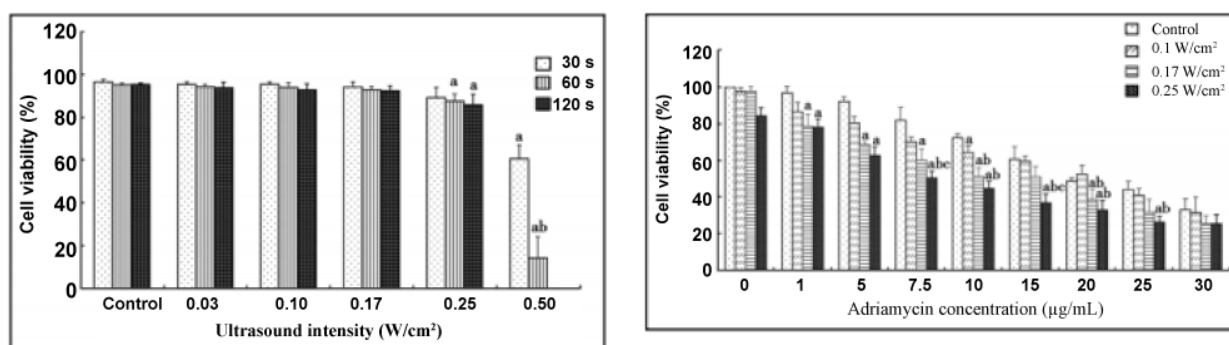 120
100
80
60
40
20
0
Cell viability (%)
30 s
60 s
120 s
a
a
a
ab
Control 0.03 0.10 0.17 0.25 0.50
Ultrasound intensity (W/cm²)
120
100
80
60
40
20
0
Cell viability (%)
Control
0.1 W/cm²
0.17 W/cm²
0.25 W/cm²
a
a
a
a
a
abc
a
ab
ab
abc
ab
ab
ab
0 1 5 7.5 10 15 20 25 30
Adriamycin concentration (µg/mL)